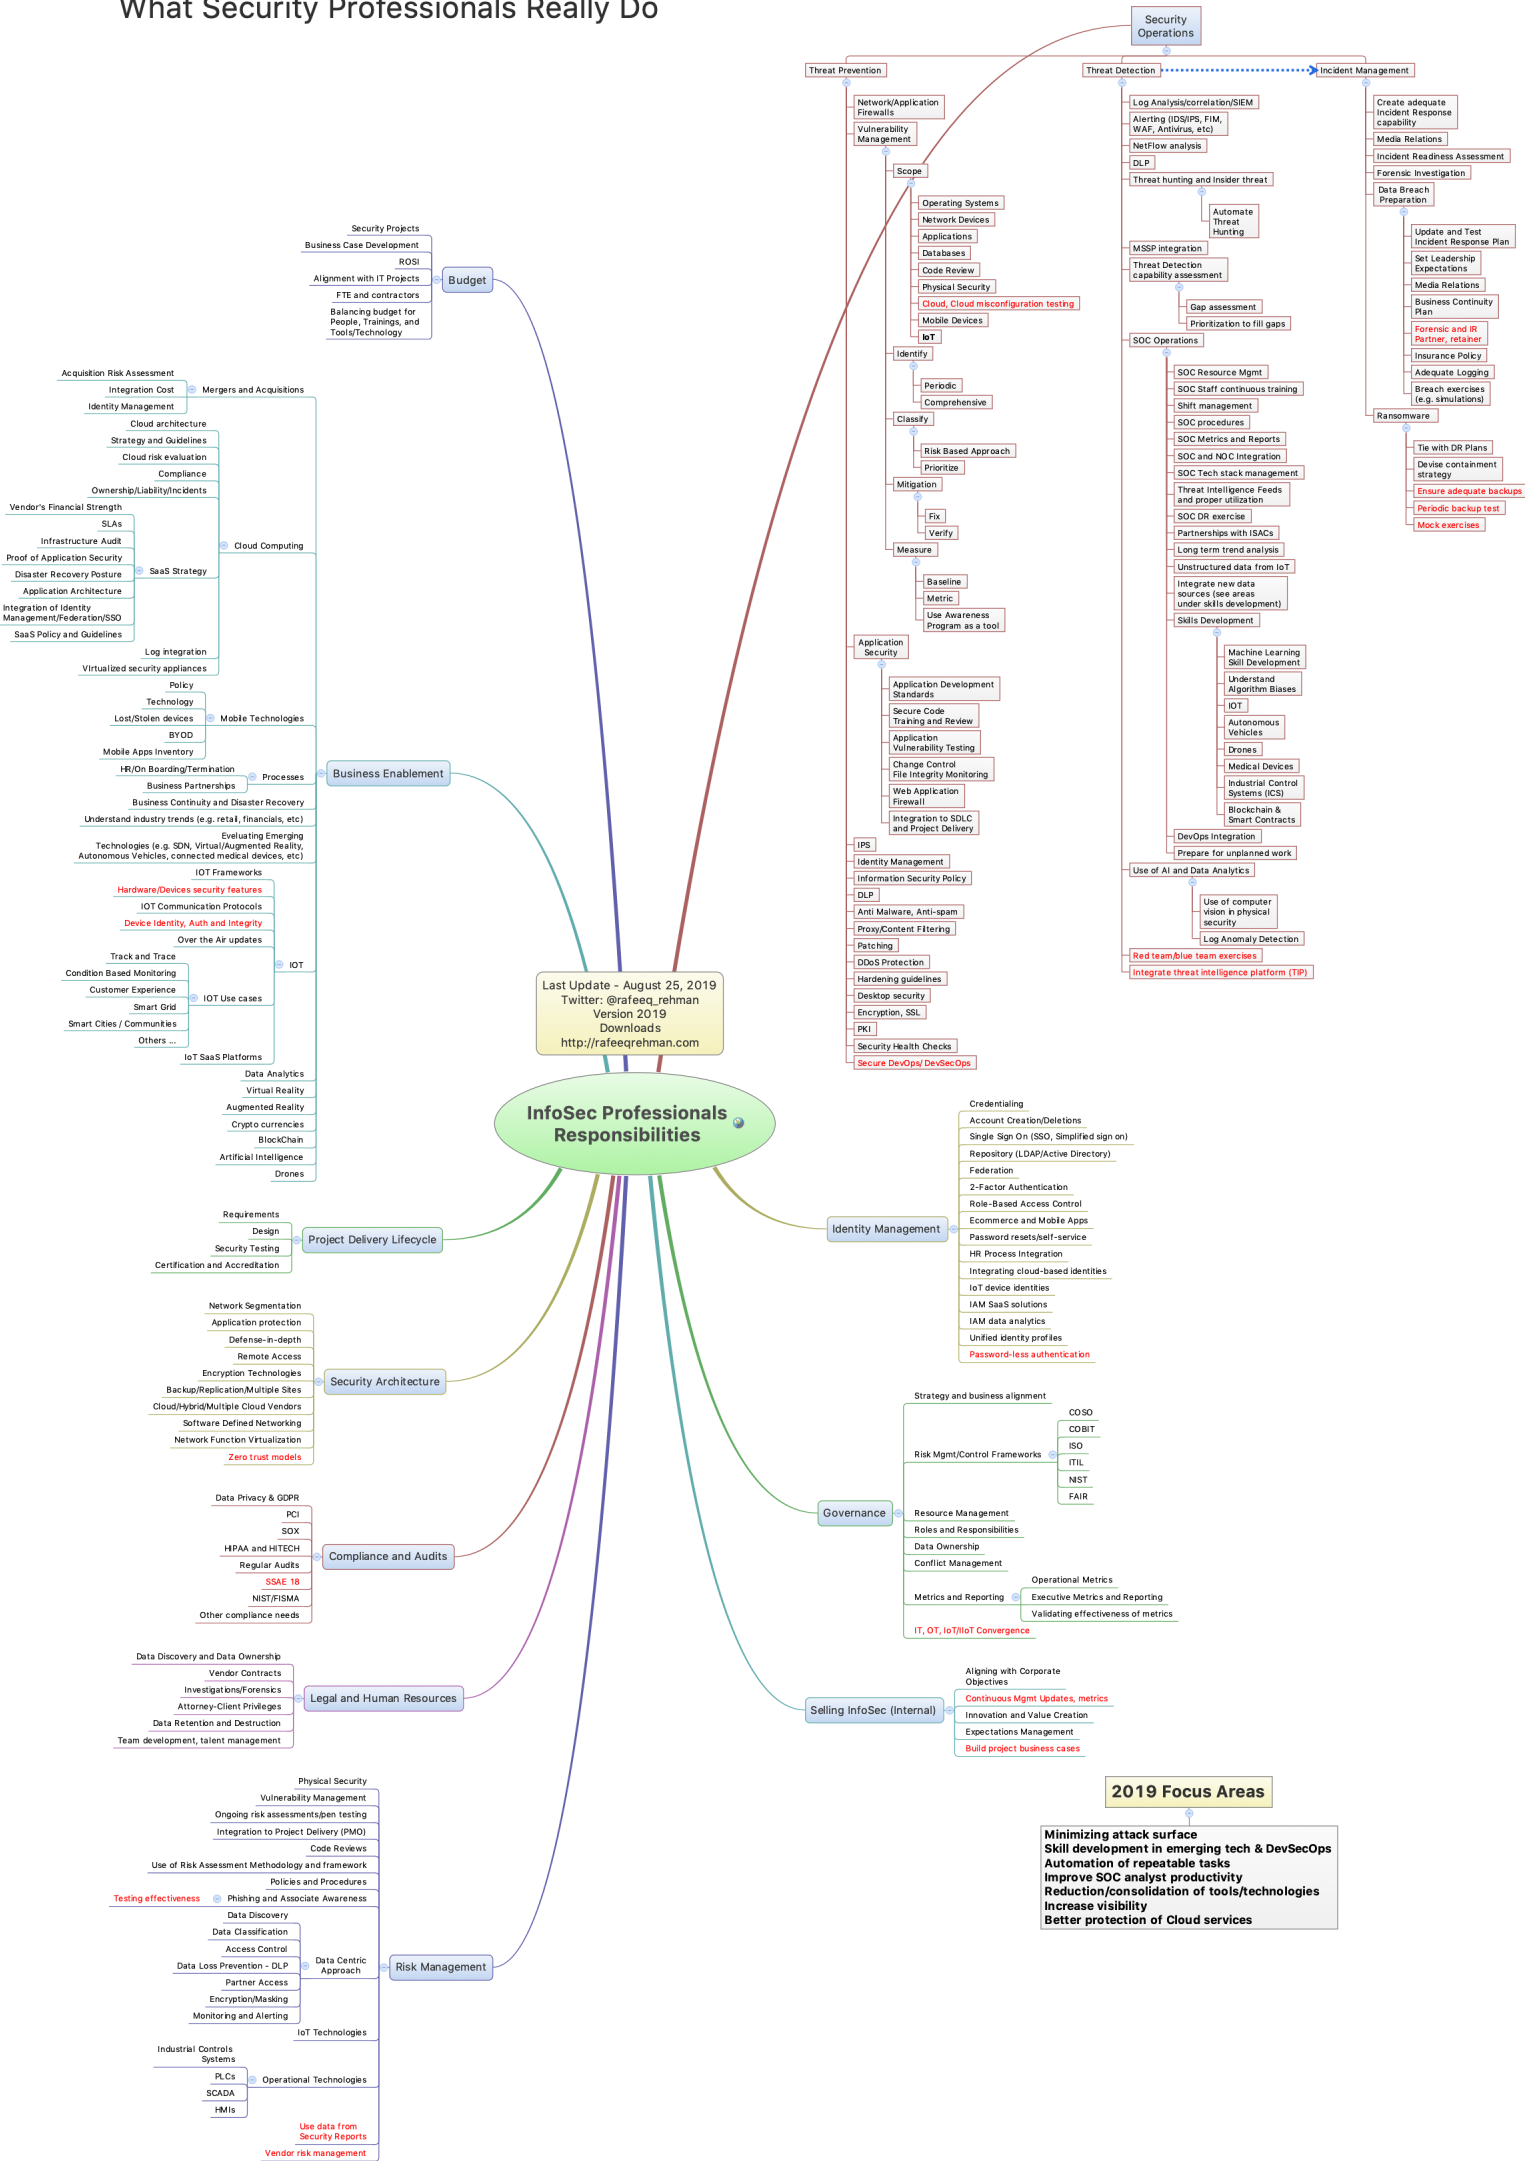 What Security Professionals Really Do
Security
Operations
Threat Prevention
Network/Application
Firewalls
Vulnerability
Management
Scope
Operating Systems
Network Devices
Applications
Databases
Code Review
Physical Security
Cloud, Cloud misconfiguration testing
Mobile Devices
IoT
Identify
Periodic
Comprehensive
Classify
Risk Based Approach
Prioritize
Mitigation
Fix
Verify
Measure
Baseline
Metric
Use Awareness
Program as a tool
Application
Security
Application Development
Standards
Secure Code
Training and Review
Application
Vulnerability Testing
Change Control
File Integrity Monitoring
Web Application
Firewall
Integration to SDLC
and Project Delivery
IPS
Identity Management
Information Security Policy
DLP
Anti Malware, Anti-spam
Proxy/Content Filtering
Patching
DDoS Protection
Hardening guidelines
Desktop security
Encryption, SSL
PKI
Security Health Checks
Secure DevOps/ DevSecOps
Threat Detection
Log Analysis/correlation/SIEM
Alerting (IDS/IPS, FIM,
WAF, Antivirus, etc)
NetFlow analysis
DLP
Threat hunting and Insider threat
Automate
Threat
Hunting
MSSP integration
Threat Detection
capability assessment
Gap assessment
Prioritization to fill gaps
SOC Operations
SOC Resource Mgmt
SOC Staff continuous training
Shift management
SOC procedures
SOC Metrics and Reports
SOC and NOC Integration
SOC Tech stack management
Threat Intelligence Feeds
and proper utilization
SOC DR exercise
Partnerships with ISACs
Long term trend analysis
Unstructured data from IoT
Integrate new data
sources (see areas
under skills development)
Skills Development
Machine Learning
Skill Development
Understand
Algorithm Biases
IOT
Autonomous
Vehicles
Drones
Medical Devices
Industrial Control
Systems (ICS)
Blockchain &
Smart Contracts
DevOps Integration
Prepare for unplanned work
Use of AI and Data Analytics
Use of computer
vision in physical
security
Log Anomaly Detection
Red team/blue team exercises
Integrate threat intelligence platform (TIP)
Incident Management
Create adequate
Incident Response
capability
Media Relations
Incident Readiness Assessment
Forensic Investigation
Data Breach
Preparation
Update and Test
Incident Response Plan
Set Leadership
Expectations
Media Relations
Business Continuity
Plan
Forensic and IR
Partner, retainer
Insurance Policy
Adequate Logging
Breach exercises
(e.g. simulations)
Ransomware
Tie with DR Plans
Devise containment
strategy
Ensure adequate backups
Periodic backup test
Mock exercises
Budget
Security Projects
Business Case Development
ROSI
Alignment with IT Projects
FTE and contractors
Balancing budget for
People, Trainings, and
Tools/Technology
Business Enablement
Mergers and Acquisitions
Acquisition Risk Assessment
Integration Cost
Identity Management
Cloud Computing
Cloud architecture
Strategy and Guidelines
Cloud risk evaluation
Compliance
Ownership/Liability/Incidents
SaaS Strategy
Vendor's Financial Strength
SLAs
Infrastructure Audit
Proof of Application Security
Disaster Recovery Posture
Application Architecture
Integration of Identity
Management/Federation/SSO
SaaS Policy and Guidelines
Log integration
VIrtualized security appliances
Mobile Technologies
Policy
Technology
Lost/Stolen devices
BYOD
Mobile Apps Inventory
Processes
HR/On Boarding/Termination
Business Partnerships
Business Continuity and Disaster Recovery
Understand industry trends (e.g. retail, financials, etc)
Eveluating Emerging
Technologies (e.g. SDN, Virtual/Augmented Reality,
Autonomous Vehicles, connected medical devices, etc)
IOT
IOT Frameworks
Hardware/Devices security features
IOT Communication Protocols
Device Identity, Auth and Integrity
Over the Air updates
IOT Use cases
Track and Trace
Condition Based Monitoring
Customer Experience
Smart Grid
Smart Cities / Communities
Others ...
IoT SaaS Platforms
Data Analytics
Virtual Reality
Augmented Reality
Crypto currencies
BlockChain
Artificial Intelligence
Drones
Last Update - August 25, 2019
Twitter: @rafeeq_rehman
Version 2019
Downloads
http://rafeeqrehman.com
InfoSec Professionals
Responsibilities
Project Delivery Lifecycle
Requirements
Design
Security Testing
Certification and Accreditation
Security Architecture
Network Segmentation
Application protection
Defense-in-depth
Remote Access
Encryption Technologies
Backup/Replication/Multiple Sites
Cloud/Hybrid/Multiple Cloud Vendors
Software Defined Networking
Network Function Virtualization
Zero trust models
Compliance and Audits
Data Privacy & GDPR
PCI
SOX
HIPAA and HITECH
Regular Audits
SSAE 18
NIST/FISMA
Other compliance needs
Legal and Human Resources
Data Discovery and Data Ownership
Vendor Contracts
Investigations/Forensics
Attorney-Client Privileges
Data Retention and Destruction
Team development, talent management
Risk Management
Physical Security
Vulnerability Management
Ongoing risk assessments/pen testing
Integration to Project Delivery (PMO)
Code Reviews
Use of Risk Assessment Methodology and framework
Policies and Procedures
Phishing and Associate Awareness
Testing effectiveness
Data Centric
Approach
Data Discovery
Data Classification
Access Control
Data Loss Prevention - DLP
Partner Access
Encryption/Masking
Monitoring and Alerting
IoT Technologies
Operational Technologies
Industrial Controls
Systems
PLCs
SCADA
HMIs
Use data from
Security Reports
Vendor risk management
Identity Management
Credentialing
Account Creation/Deletions
Single Sign On (SSO, Simplified sign on)
Repository (LDAP/Active Directory)
Federation
2-Factor Authentication
Role-Based Access Control
Ecommerce and Mobile Apps
Password resets/self-service
HR Process Integration
Integrating cloud-based identities
IoT device identities
IAM SaaS solutions
IAM data analytics
Unified identity profiles
Password-less authentication
Governance
Strategy and business alignment
Risk Mgmt/Control Frameworks
COSO
COBIT
ISO
ITIL
NIST
FAIR
Resource Management
Roles and Responsibilities
Data Ownership
Conflict Management
Metrics and Reporting
Operational Metrics
Executive Metrics and Reporting
Validating effectiveness of metrics
IT, OT, IoT/IIoT Convergence
Selling InfoSec (Internal)
Aligning with Corporate
Objectives
Continuous Mgmt Updates, metrics
Innovation and Value Creation
Expectations Management
Build project business cases
2019 Focus Areas
Minimizing attack surface
Skill development in emerging tech & DevSecOps
Automation of repeatable tasks
Improve SOC analyst productivity
Reduction/consolidation of tools/technologies
Increase visibility
Better protection of Cloud services